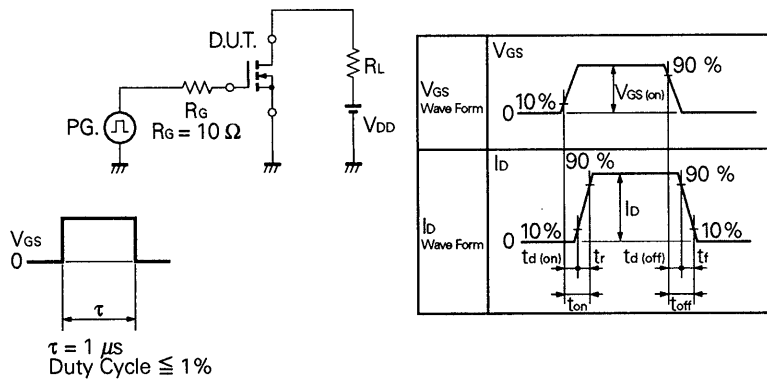 D.U.T.
RL
RG
PG.
RG = 10 Ω
VDD
VGS
0
τ
τ = 1 μs
Duty Cycle ≦ 1%
VGS
Wave Form
VGS
90 %
VGS (on)
10%
0
ID
Wave Form
ID
90 %
90 %
ID
10%
0
10%
td (on)
tr
td (off)
tf
ton
toff